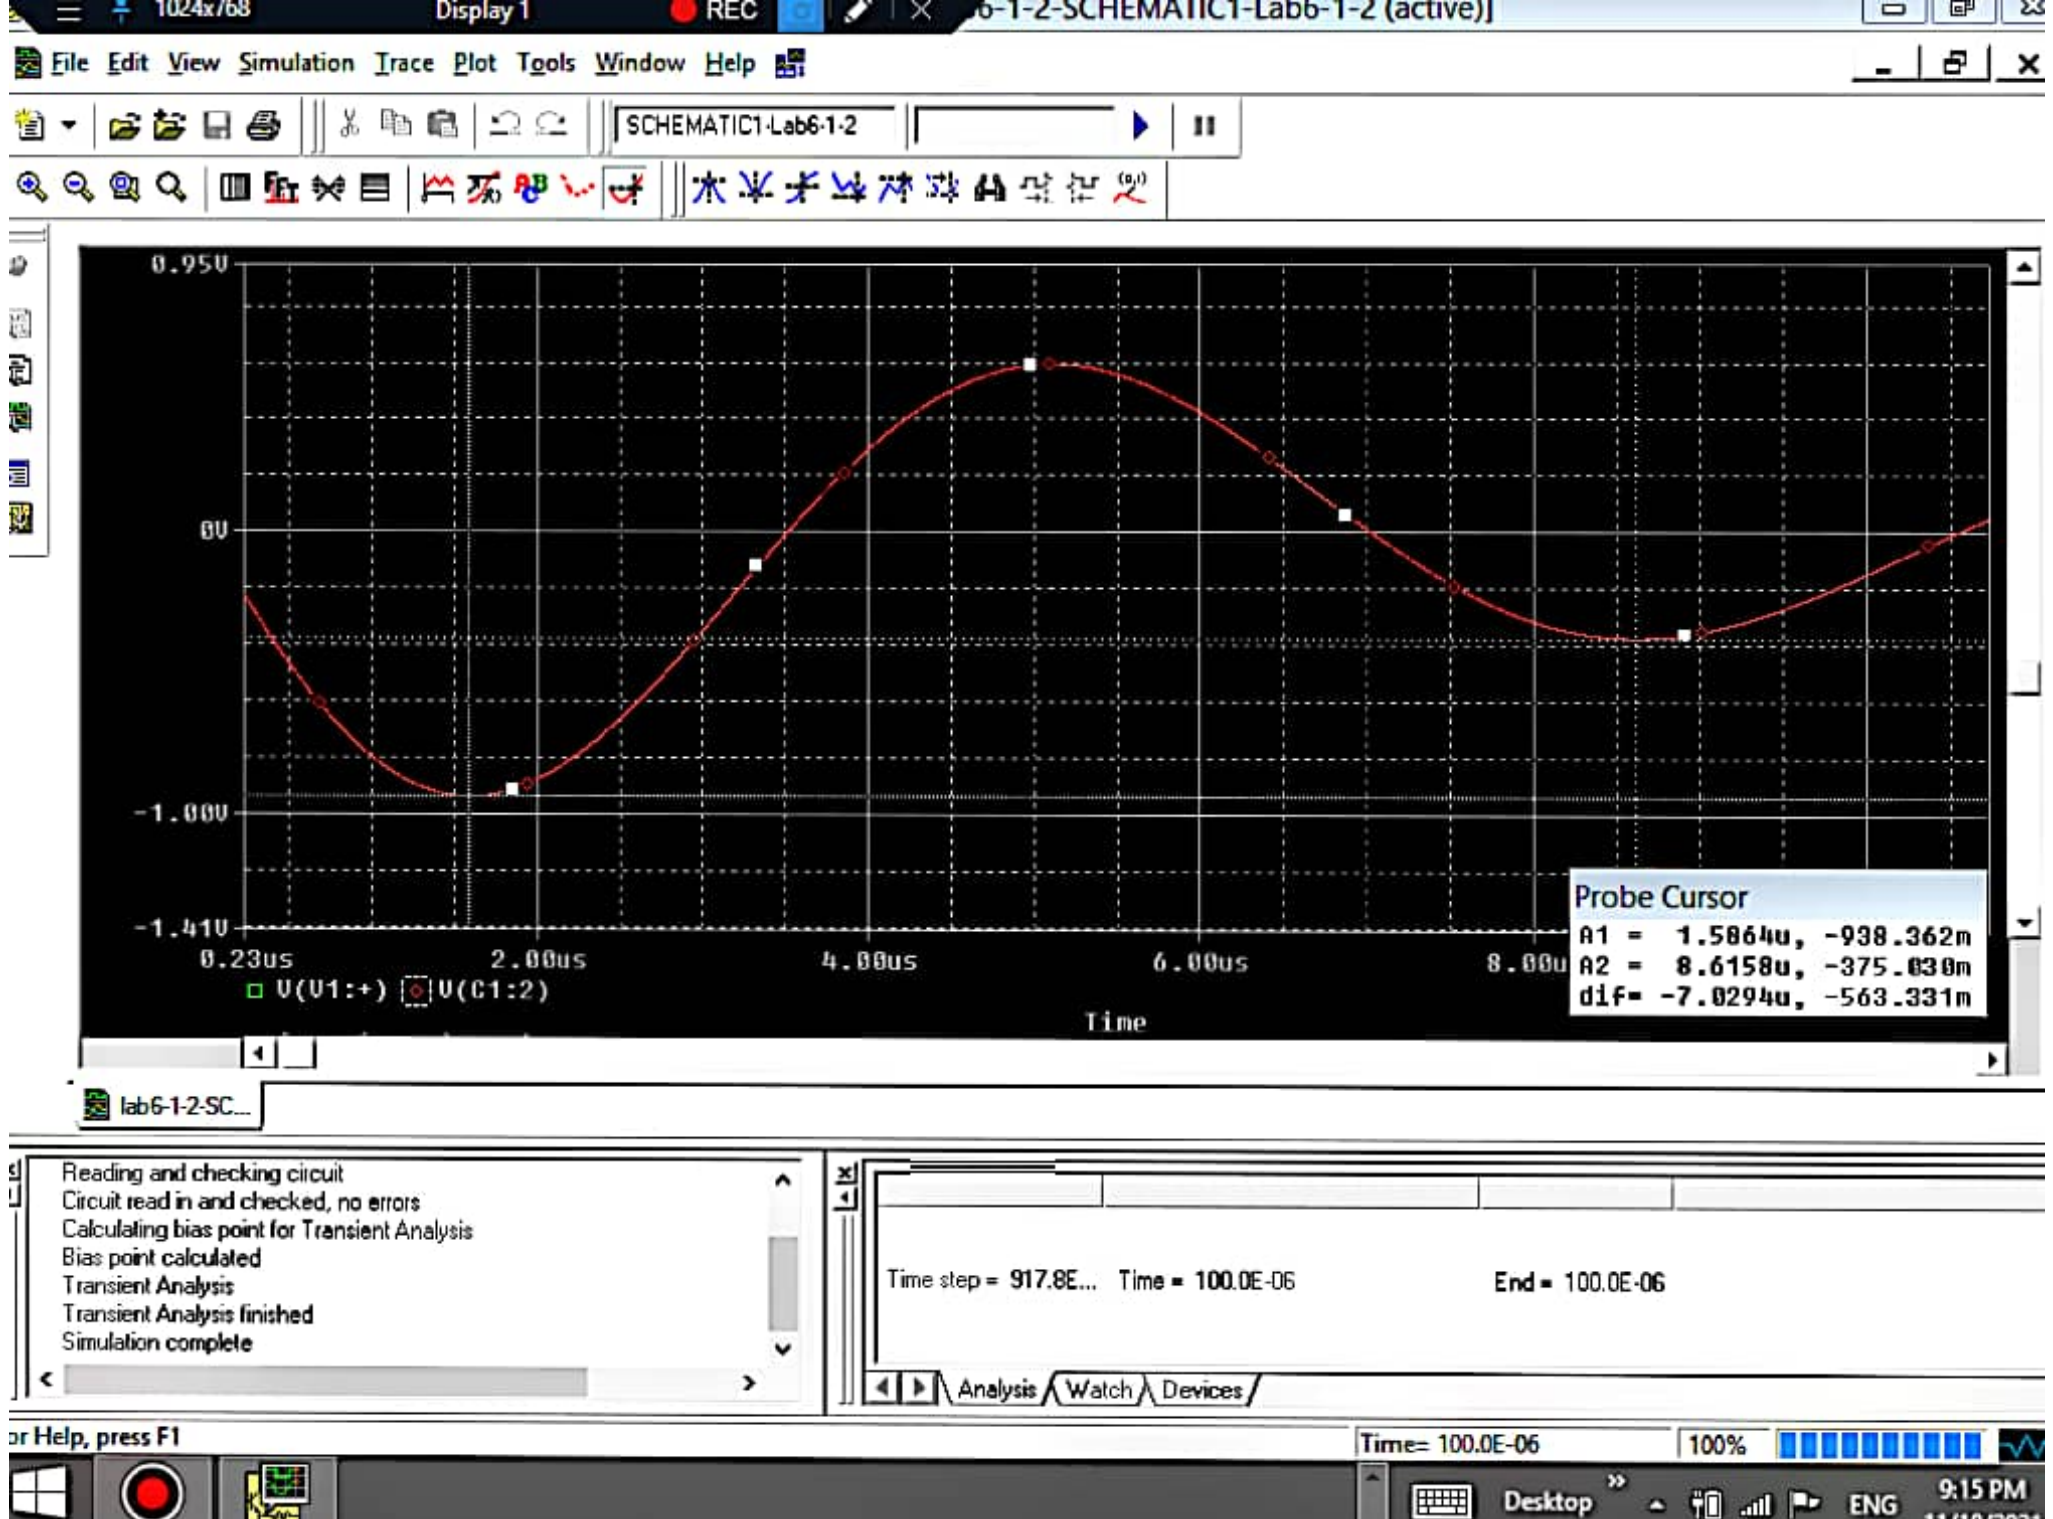 1024x768 Display 1 REC 6-1-2-SCHEMATIC1-Lab6-1-2 (active)]
File Edit View Simulation Trace Plot Tools Window Help
SCHEMATIC1-Lab6-1-2
0.95V
0V
-1.00V
-1.41V
0.23us 2.00us 4.00us 6.00us 8.00u
V(V1:+) V(C1:2)
Time
Probe Cursor
A1 = 1.5864u, -938.362m
A2 = 8.6158u, -375.030m
dif= -7.0294u, -563.331m
lab6-1-2-SC...
Reading and checking circuit
Circuit read in and checked, no errors
Calculating bias point for Transient Analysis
Bias point calculated
Transient Analysis
Transient Analysis finished
Simulation complete
Time step = 917.8E... Time = 100.0E-06 End = 100.0E-06
Analysis Watch Devices
or Help, press F1
Time= 100.0E-06 100%
Desktop ENG 9:15 PM